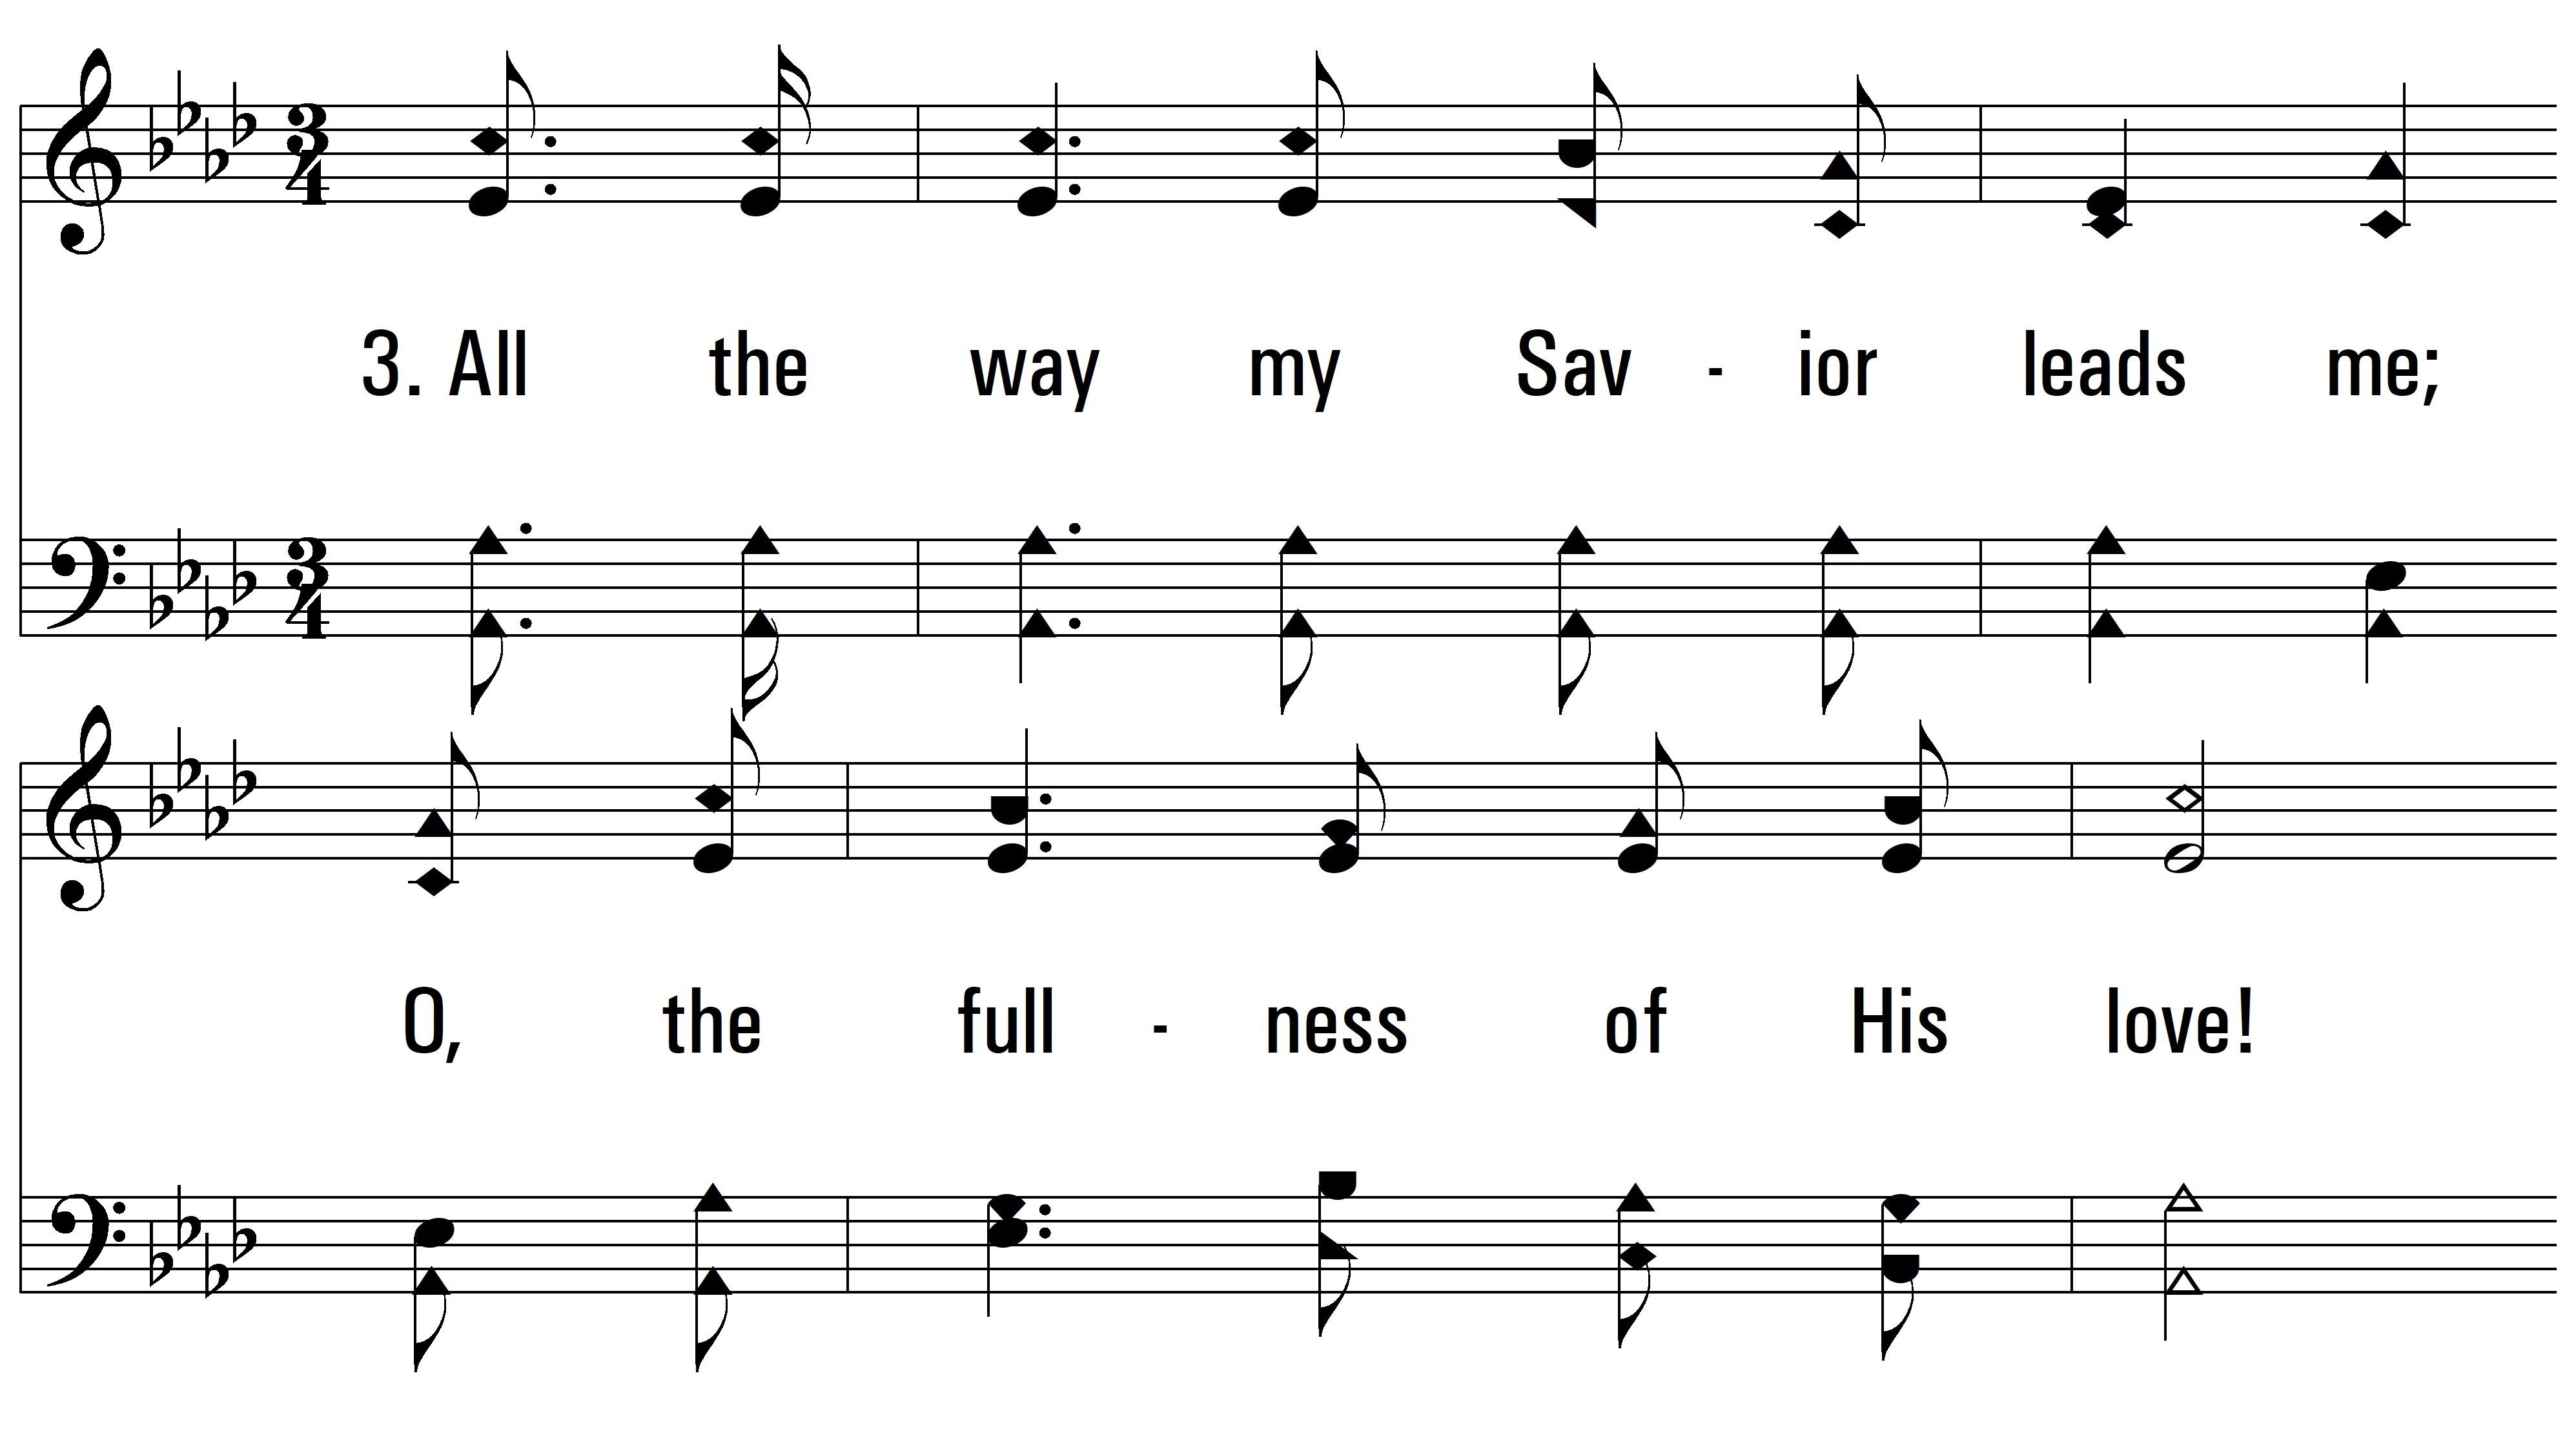 3. All the way my Sav - ior leads me;
O, the full - ness of His love!